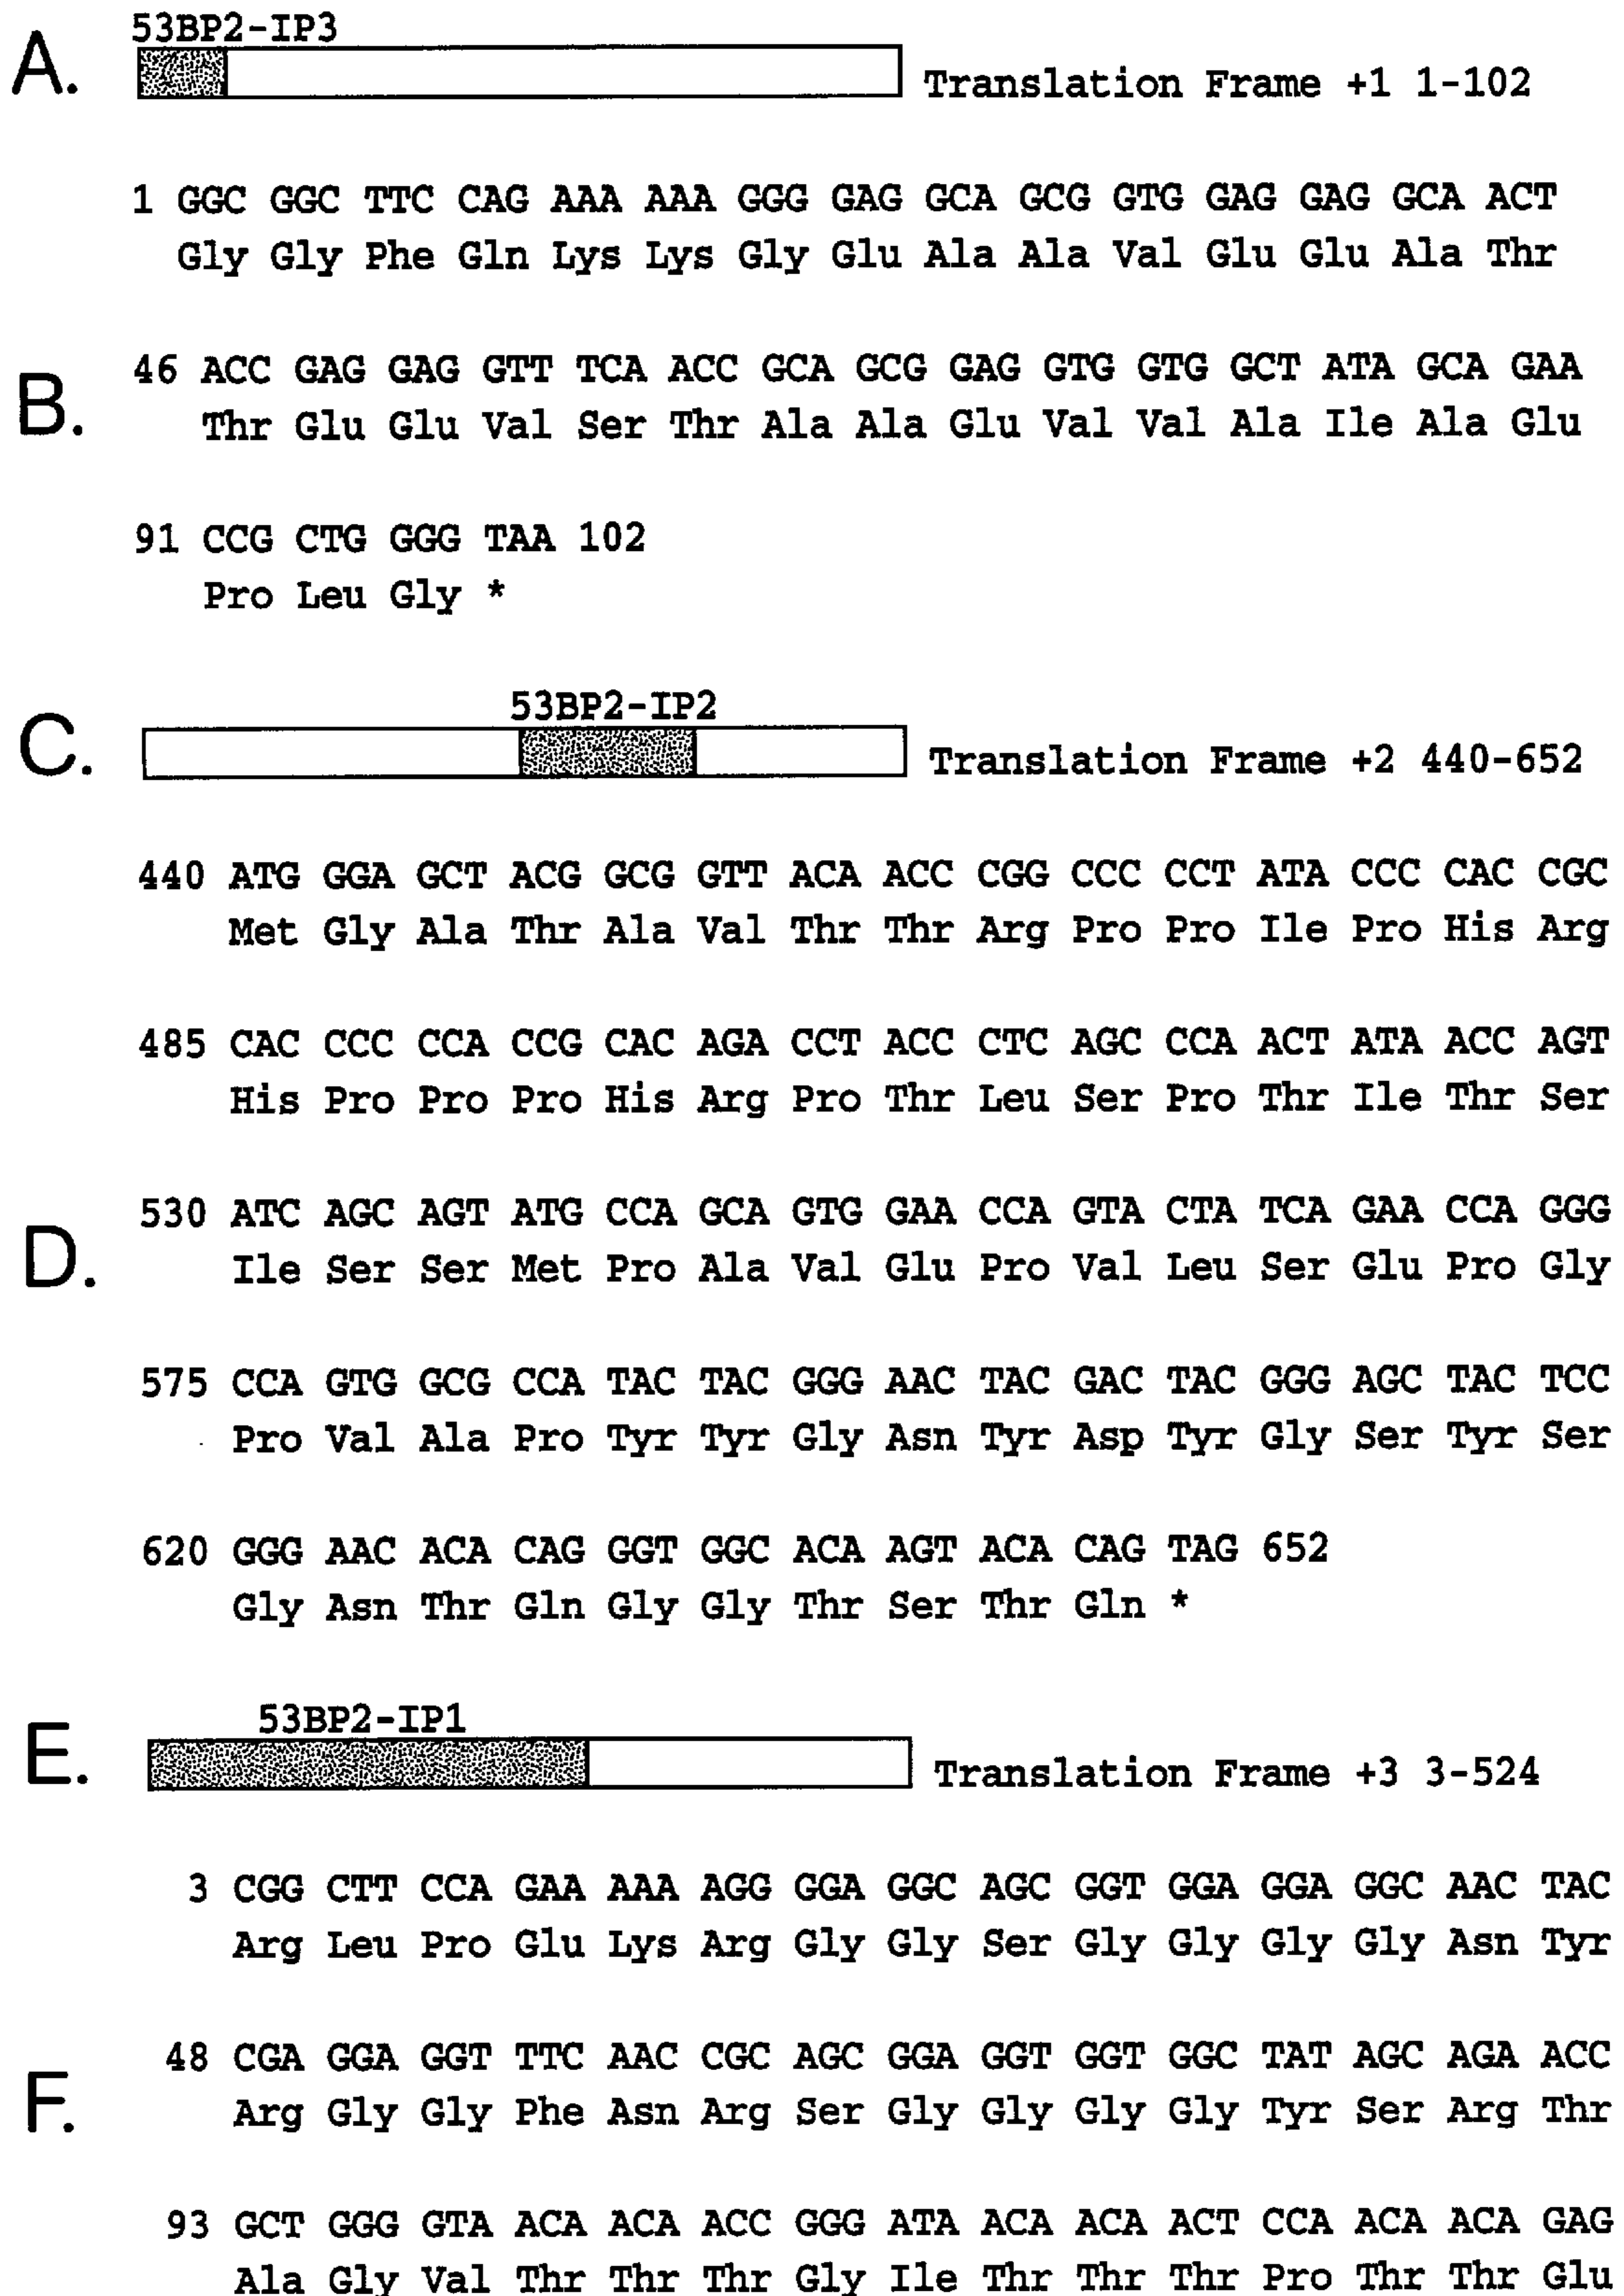 53BP2-IP3
A. Translation Frame +1 1-102
1 GGC GGC TTC CAG AAA AAA GGG GAG GCA GCG GTG GAG GAG GCA ACT
Gly Gly Phe Gln Lys Lys Gly Glu Ala Ala Val Glu Glu Ala Thr
B.
46 ACC GAG GAG GTT TCA ACC GCA GCG GAG GTG GTG GCT ATA GCA GAA
Thr Glu Glu Val Ser Thr Ala Ala Glu Val Val Ala Ile Ala Glu
91 CCG CTG GGG TAA 102
Pro Leu Gly *
53BP2-IP2
C. Translation Frame +2 440-652
440 ATG GGA GCT ACG GCG GTT ACA ACC CGG CCC CCT ATA CCC CAC CGC
Met Gly Ala Thr Ala Val Thr Thr Arg Pro Pro Ile Pro His Arg
485 CAC CCC CCA CCG CAC AGA CCT ACC CTC AGC CCA ACT ATA ACC AGT
His Pro Pro Pro His Arg Pro Thr Leu Ser Pro Thr Ile Thr Ser
D.
530 ATC AGC AGT ATG CCA GCA GTG GAA CCA GTA CTA TCA GAA CCA GGG
Ile Ser Ser Met Pro Ala Val Glu Pro Val Leu Ser Glu Pro Gly
575 CCA GTG GCG CCA TAC TAC GGG AAC TAC GAC TAC GGG AGC TAC TCC
Pro Val Ala Pro Tyr Tyr Gly Asn Tyr Asp Tyr Gly Ser Tyr Ser
620 GGG AAC ACA CAG GGT GGC ACA AGT ACA CAG TAG 652
Gly Asn Thr Gln Gly Gly Thr Ser Thr Gln *
53BP2-IP1
E. Translation Frame +3 3-524
3 CGG CTT CCA GAA AAA AGG GGA GGC AGC GGT GGA GGA GGC AAC TAC
Arg Leu Pro Glu Lys Arg Gly Gly Ser Gly Gly Gly Gly Asn Tyr
F.
48 CGA GGA GGT TTC AAC CGC AGC GGA GGT GGT GGC TAT AGC AGA ACC
Arg Gly Gly Phe Asn Arg Ser Gly Gly Gly Gly Tyr Ser Arg Thr
93 GCT GGG GTA ACA ACA ACC GGG ATA ACA ACA ACT CCA ACA ACA GAG
Ala Gly Val Thr Thr Thr Gly Ile Thr Thr Thr Pro Thr Thr Glu